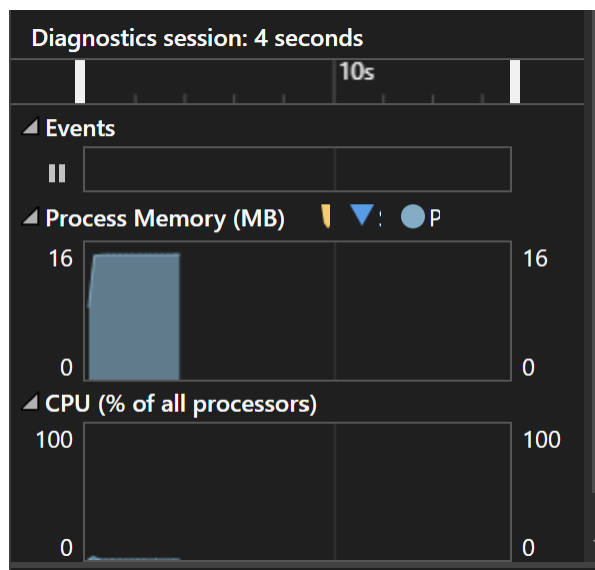 Diagnostics session: 4 seconds
10s
Events
Process Memory (MB) P
16 16
0 0
CPU (% of all processors)
100 100
0 0